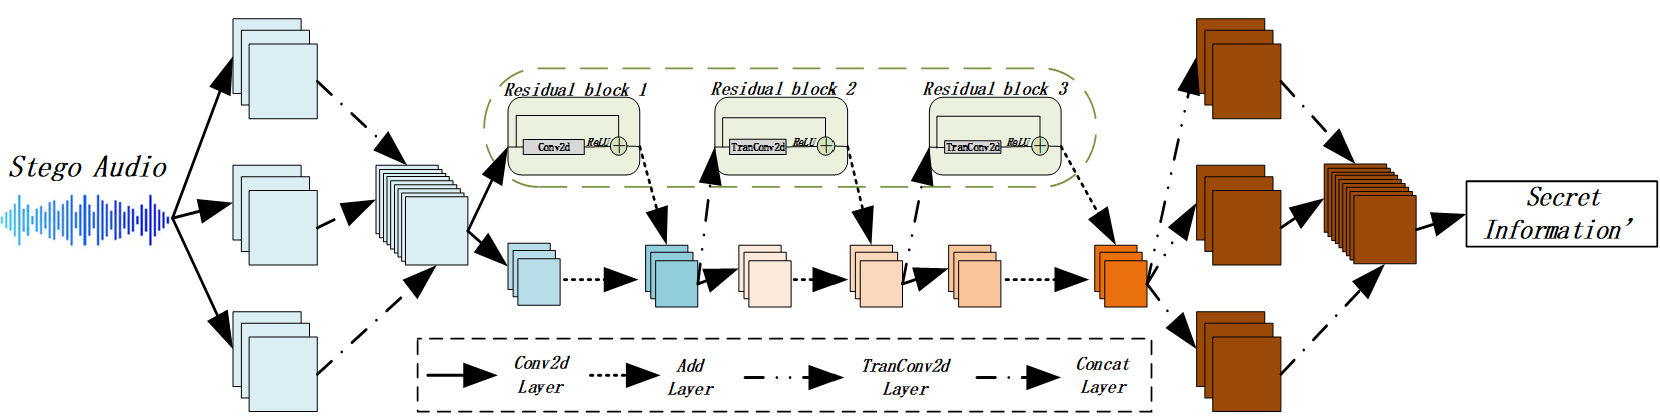 Stego Audio
Residual block 1
Conv2d
ReLU
Residual block 2
TranConv2d
ReLU
Residual block 3
TranConv2d
ReLU
Secret
Information'
Conv2d
Layer
Add
Layer
TranConv2d
Layer
Concat
Layer